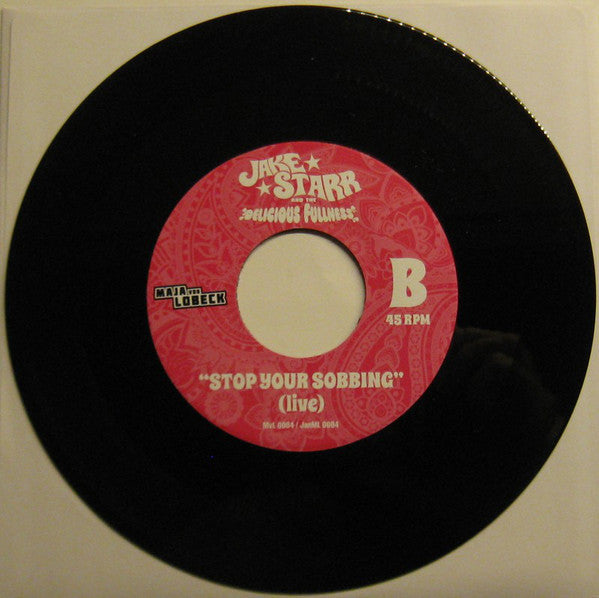 JAKE
STARR
AND THE
DELICIOUS FULLNESS
MAJA VON
LOBECK
B
45 RPM
"STOP YOUR SOBBING"
(live)
MvL 0004 / JanML 0004